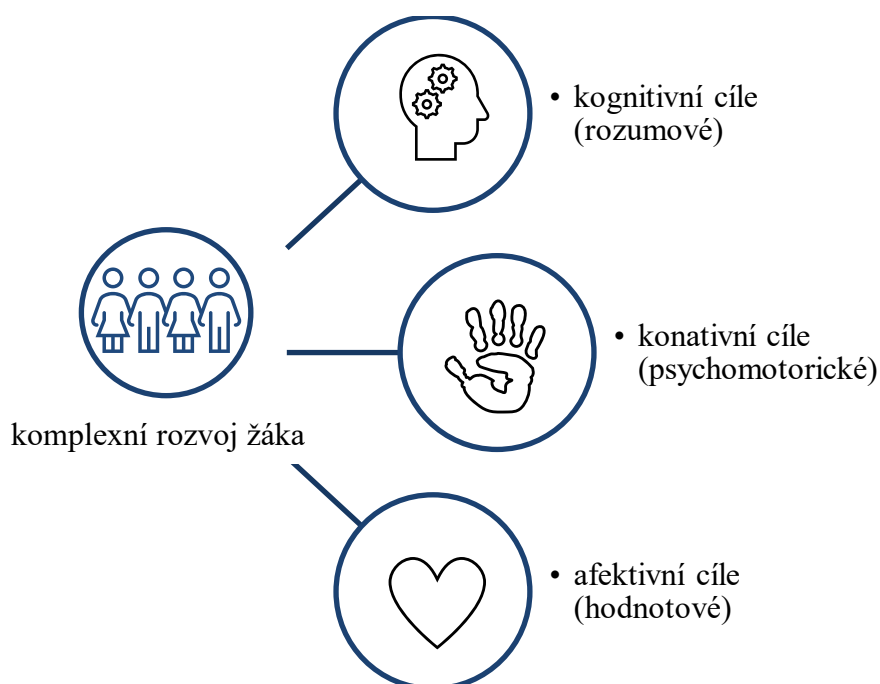 • kognitivní cíle
(rozumové)
• konativní cíle
(psychomotorické)
komplexní rozvoj žáka
• afektivní cíle
(hodnotové)